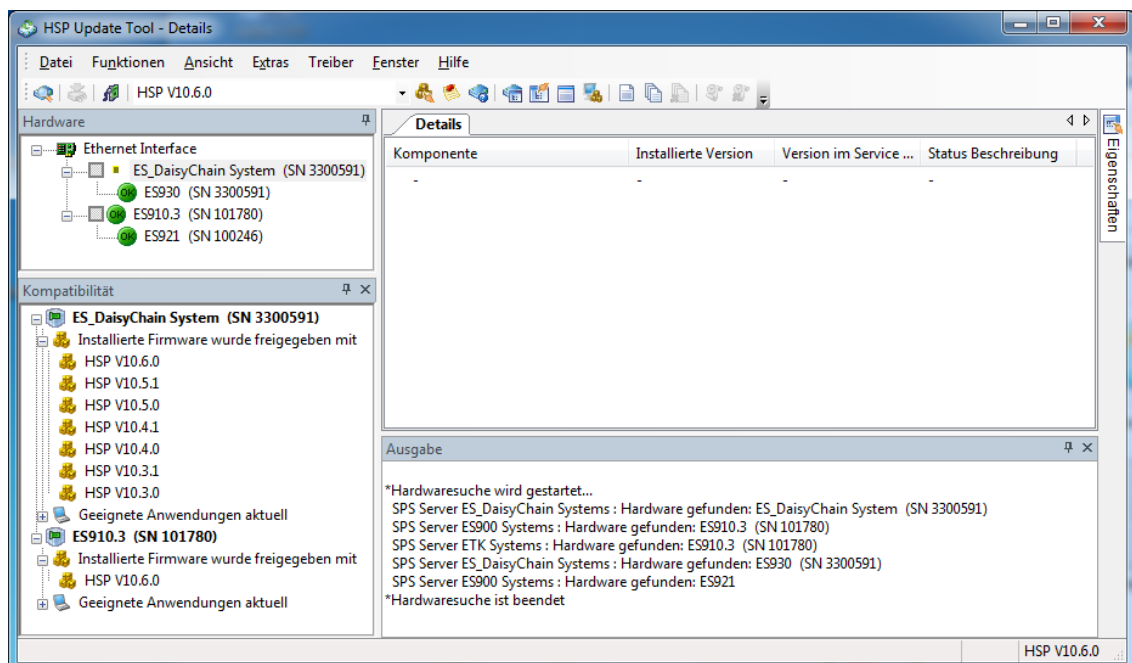 HSP Update Tool - Details
Datei Funktionen Ansicht Extras Treiber Fenster Hilfe
HSP V10.6.0
Hardware
Ethernet Interface
ES_DaisyChain System (SN 3300591)
OK ES930 (SN 3300591)
OK ES910.3 (SN 101780)
OK ES921 (SN 100246)
Kompatibilität
ES_DaisyChain System (SN 3300591)
Installierte Firmware wurde freigegeben mit
HSP V10.6.0
HSP V10.5.1
HSP V10.5.0
HSP V10.4.1
HSP V10.4.0
HSP V10.3.1
HSP V10.3.0
Geeignete Anwendungen aktuell
ES910.3 (SN 101780)
Installierte Firmware wurde freigegeben mit
HSP V10.6.0
Geeignete Anwendungen aktuell
Details
Komponente Installierte Version Version im Service ... Status Beschreibung
- - - -
Eigenschaften
Ausgabe
*Hardwaresuche wird gestartet...
SPS Server ES_DaisyChain Systems : Hardware gefunden: ES_DaisyChain System (SN 3300591)
SPS Server ES900 Systems : Hardware gefunden: ES910.3 (SN 101780)
SPS Server ETK Systems : Hardware gefunden: ES910.3 (SN 101780)
SPS Server ES_DaisyChain Systems : Hardware gefunden: ES930 (SN 3300591)
SPS Server ES900 Systems : Hardware gefunden: ES921
*Hardwaresuche ist beendet
HSP V10.6.0